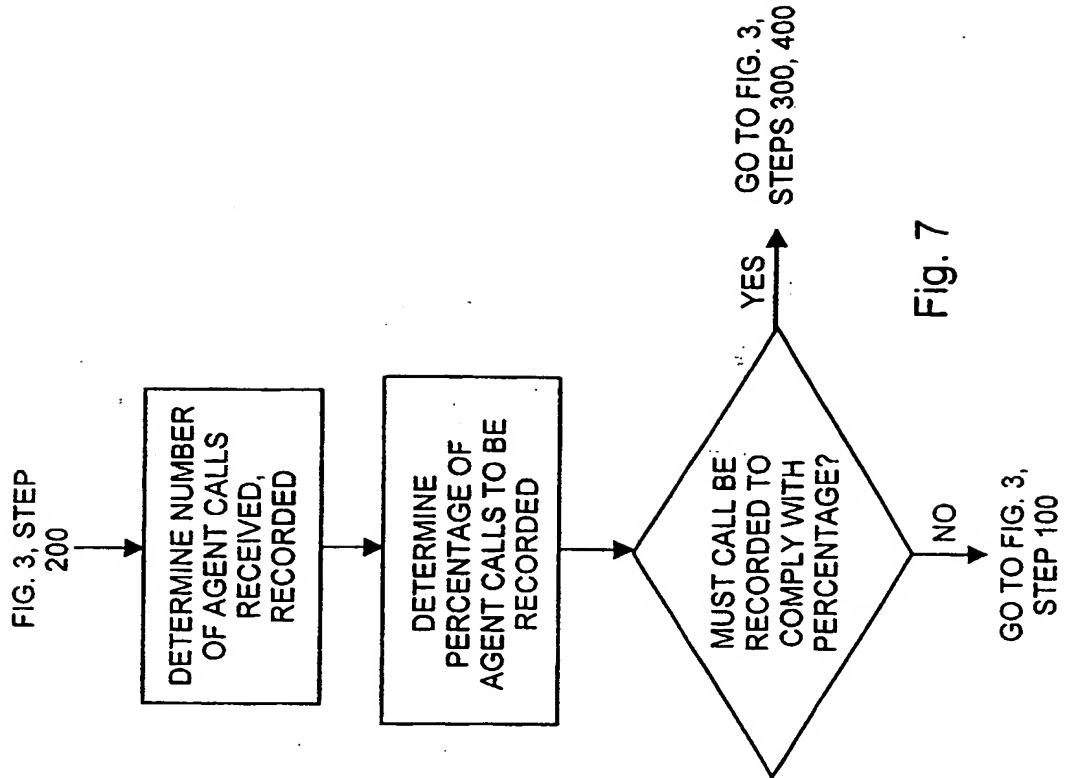 FIG. 3, STEP
200
DETERMINE NUMBER
OF AGENT CALLS
RECEIVED,
RECORDED
DETERMINE
PERCENTAGE OF
AGENT CALLS TO BE
RECORDED
MUST CALL BE
RECORDED TO
COMPLY WITH
PERCENTAGE?
YES
GO TO FIG. 3,
STEPS 300, 400
NO
GO TO FIG. 3,
STEP 100
Fig. 7